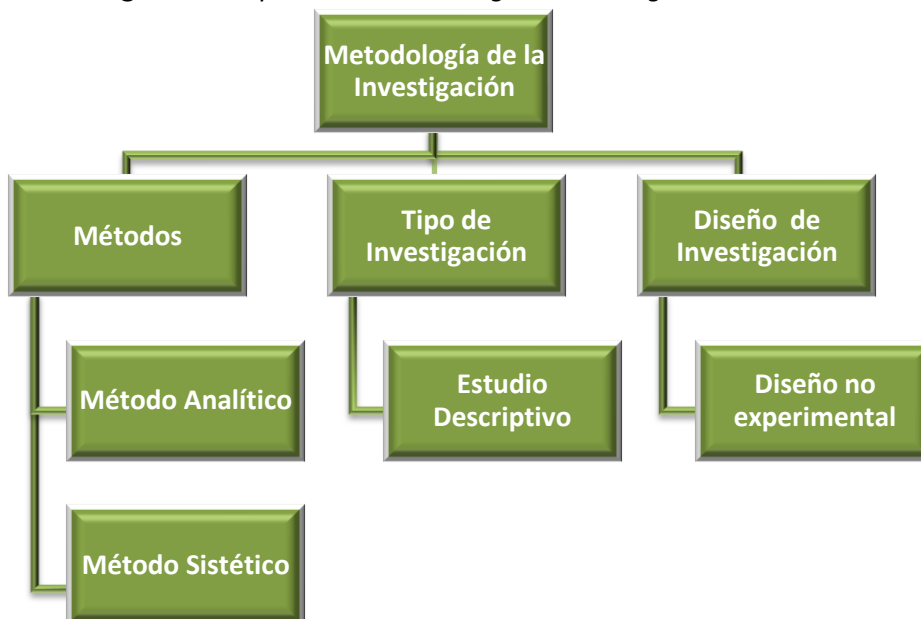 Metodología de la
Investigación
Métodos
Tipo de
Investigación
Diseño de
Investigación
Método Analítico
Estudio
Descriptivo
Diseño no
experimental
Método Sistético